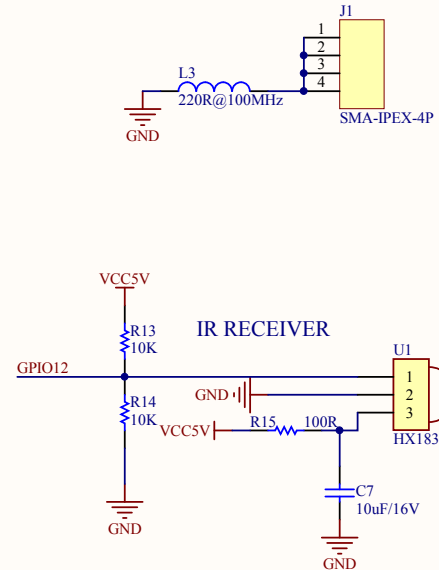 J1
1
2
3
4
SMA-IPEX-4P
L3
220R@100MHz
GND
VCC5V
R13
10K
IR RECEIVER
GPIO12
R14
10K
GND
U1
1
2
3
HX183
GND
VCC5V
R15
100R
C7
10uF/16V
GND